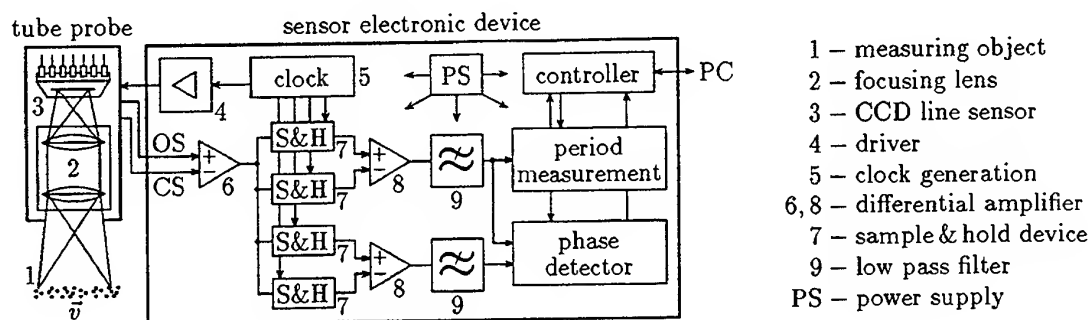 tube probe
sensor electronic device
3
OS
CS
2
1
v⃗
4
clock
5
+
−
6
S&H
7
S&H
7
S&H
7
S&H
7
+
−
8
+
−
8
PS
9
9
controller
PC
period
measurement
phase
detector
1 – measuring object
2 – focusing lens
3 – CCD line sensor
4 – driver
5 – clock generation
6, 8 – differential amplifier
7 – sample & hold device
9 – low pass filter
PS – power supply